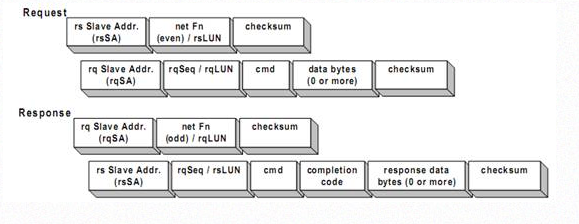 Request
rs Slave Addr. net Fn checksum
(rsSA) (even) / rsLUN
rq Slave Addr. rqSeq / rqLUN cmd data bytes checksum
(rqSA) (0 or more)
Response
rq Slave Addr. net Fn checksum
(rqSA) (odd) / rqLUN
rs Slave Addr. rqSeq / rsLUN cmd completion response data checksum
(rsSA) code bytes (0 or more)